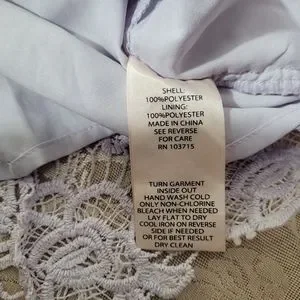 SHELL:
100%POLYESTER
LINING:
100%POLYESTER
MADE IN CHINA
SEE REVERSE
FOR CARE
RN 103715
TURN GARMENT
INSIDE OUT
HAND WASH COLD
ONLY NON-CHLORINE
BLEACH WHEN NEEDED
LAY FLAT TO DRY
COOL IRON ON REVERSE
SIDE IF NEEDED
OR FOR BEST RESULT
DRY CLEAN